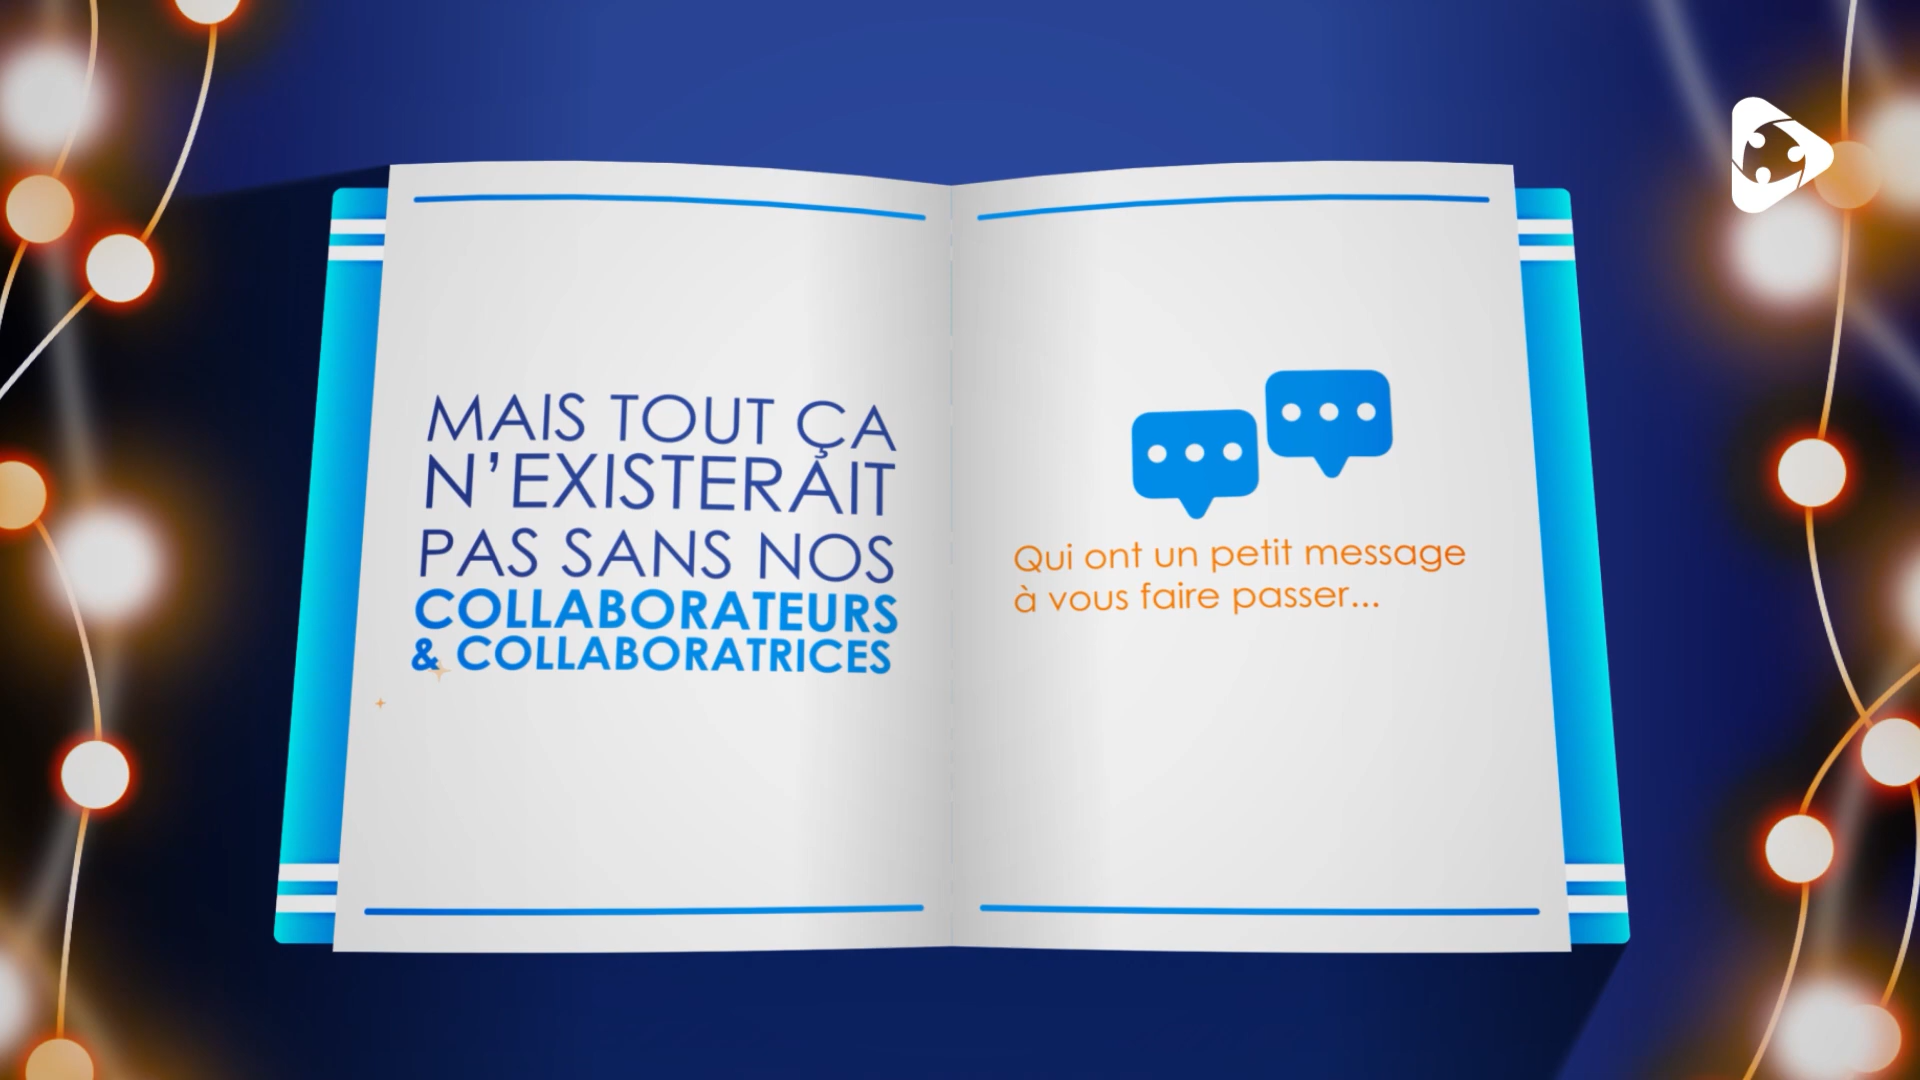 MAIS TOUT ÇA
N’EXISTERAIT
PAS SANS NOS
COLLABORATEURS
& COLLABORATRICES
Qui ont un petit message
à vous faire passer...